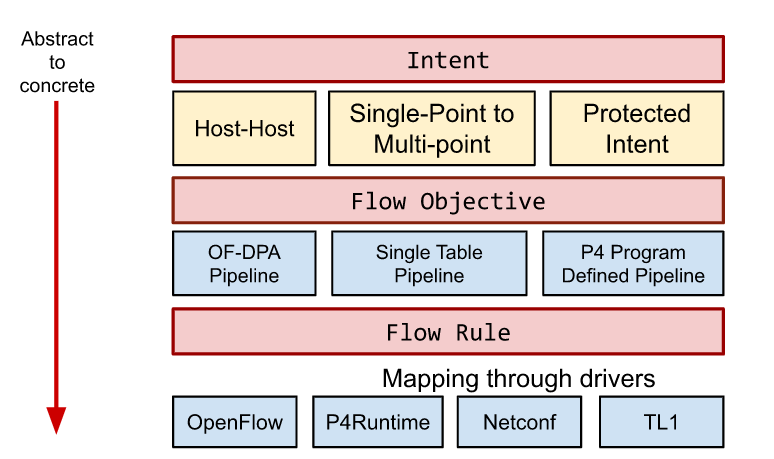 Abstract
to
concrete
Intent
Host-Host
Single-Point to
Multi-point
Protected
Intent
Flow Objective
OF-DPA
Pipeline
Single Table
Pipeline
P4 Program
Defined Pipeline
Flow Rule
Mapping through drivers
OpenFlow
P4Runtime
Netconf
TL1